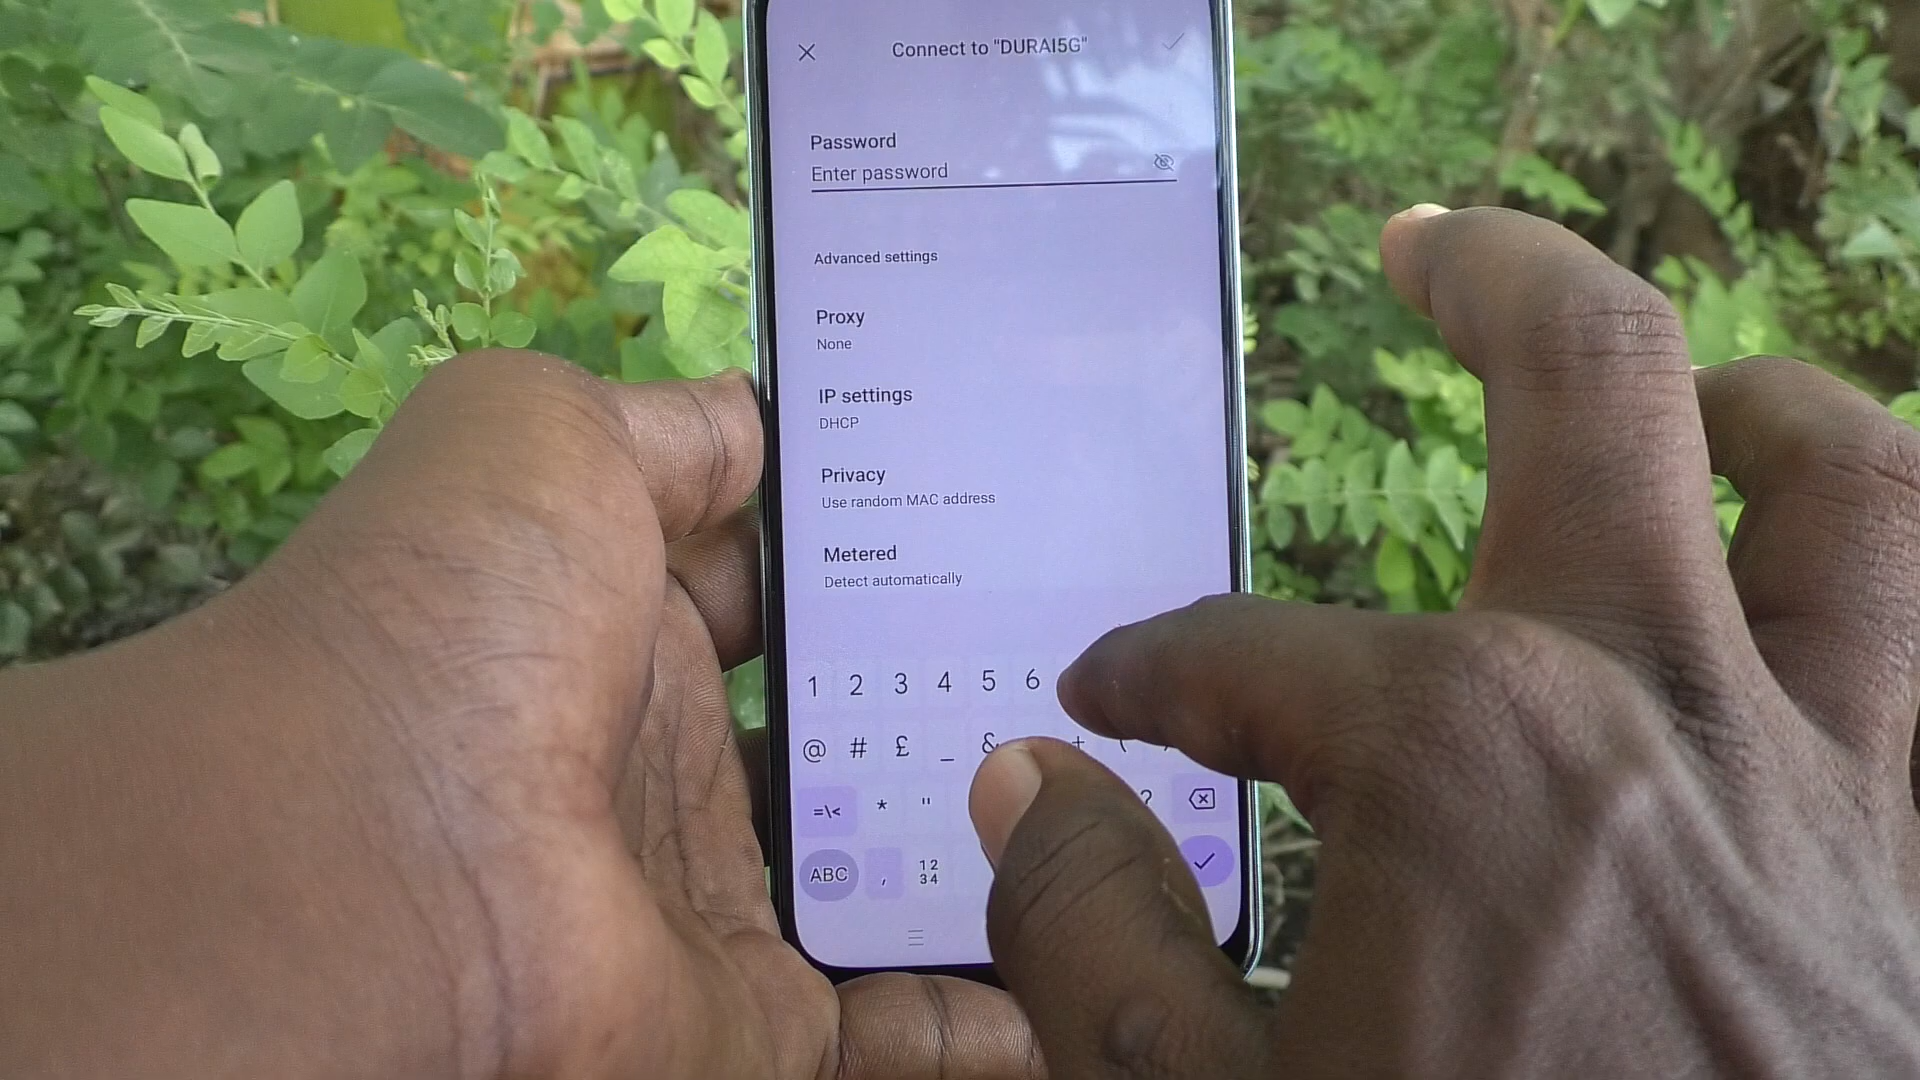 Connect to "DURAI5G"
Password
Enter password
Advanced settings
Proxy
None
IP settings
DHCP
Privacy
Use random MAC address
Metered
Detect automatically
1 2 3 4 5 6
@ # £ _ & + (
=\< * " ?
ABC , 12
34